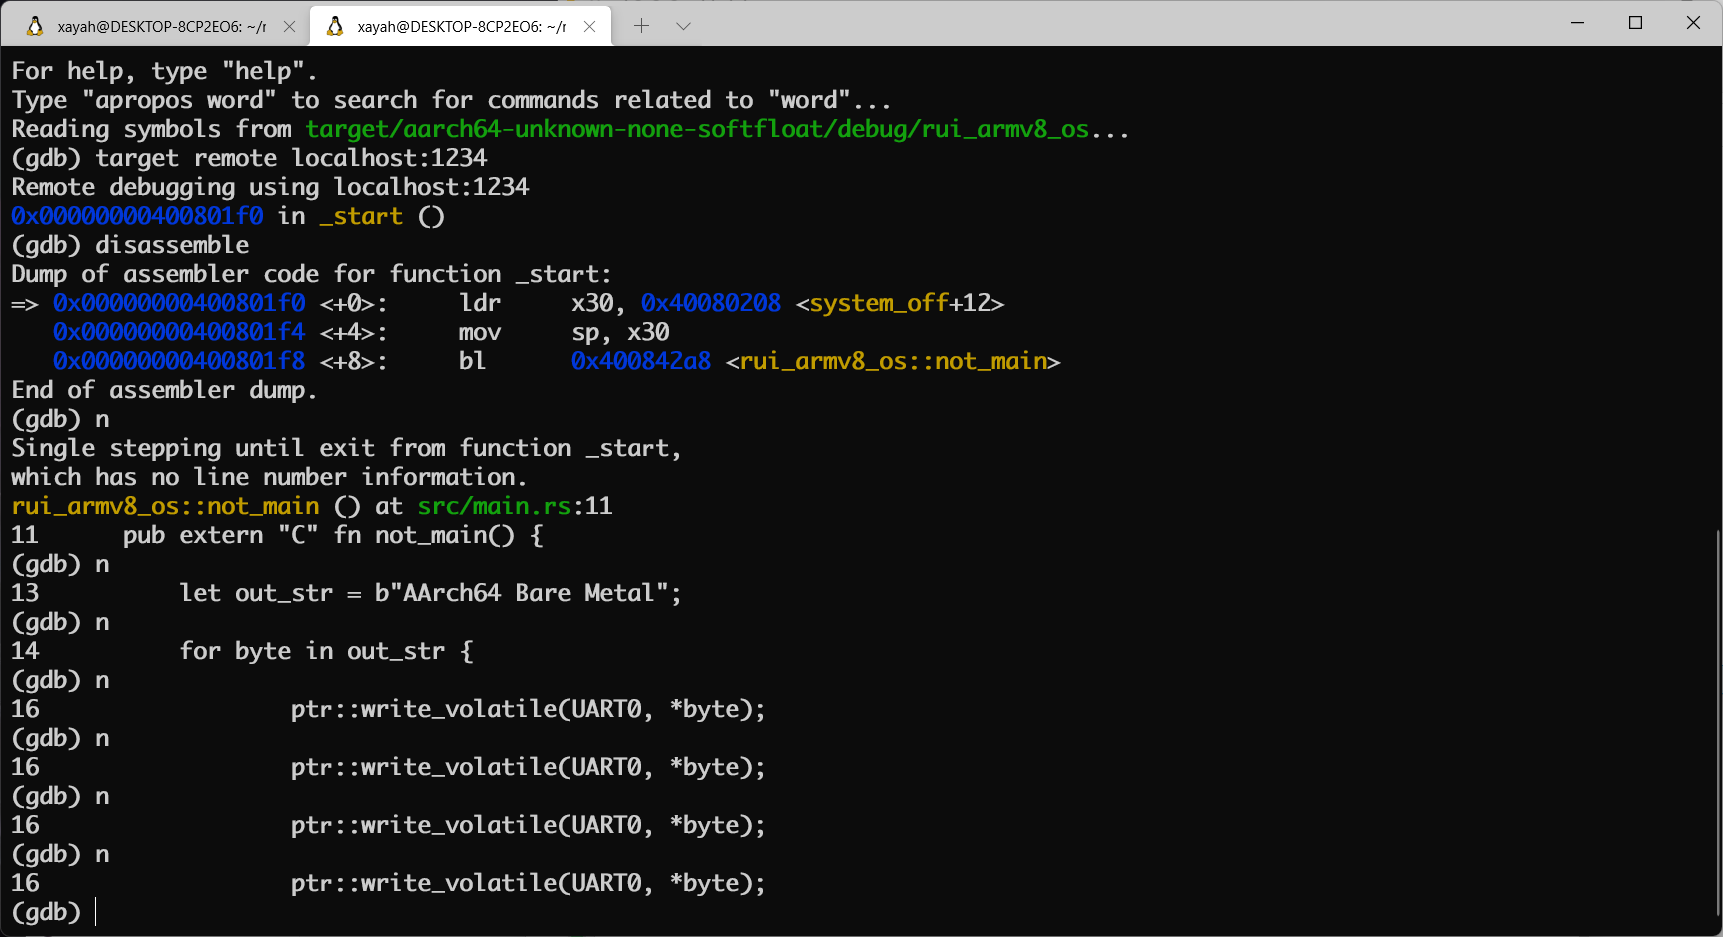 xayah@DESKTOP-8CP2EO6: ~/r
xayah@DESKTOP-8CP2EO6: ~/r
For help, type "help".
Type "apropos word" to search for commands related to "word"...
Reading symbols from target/aarch64-unknown-none-softfloat/debug/rui_armv8_os...
(gdb) target remote localhost:1234
Remote debugging using localhost:1234
0x00000000400801f0 in _start ()
(gdb) disassemble
Dump of assembler code for function _start:
=> 0x00000000400801f0 <+0>:     ldr     x30, 0x40080208 <system_off+12>
   0x00000000400801f4 <+4>:     mov     sp, x30
   0x00000000400801f8 <+8>:     bl      0x400842a8 <rui_armv8_os::not_main>
End of assembler dump.
(gdb) n
Single stepping until exit from function _start,
which has no line number information.
rui_armv8_os::not_main () at src/main.rs:11
11      pub extern "C" fn not_main() {
(gdb) n
13          let out_str = b"AArch64 Bare Metal";
(gdb) n
14          for byte in out_str {
(gdb) n
16                  ptr::write_volatile(UART0, *byte);
(gdb) n
16                  ptr::write_volatile(UART0, *byte);
(gdb) n
16                  ptr::write_volatile(UART0, *byte);
(gdb) n
16                  ptr::write_volatile(UART0, *byte);
(gdb)